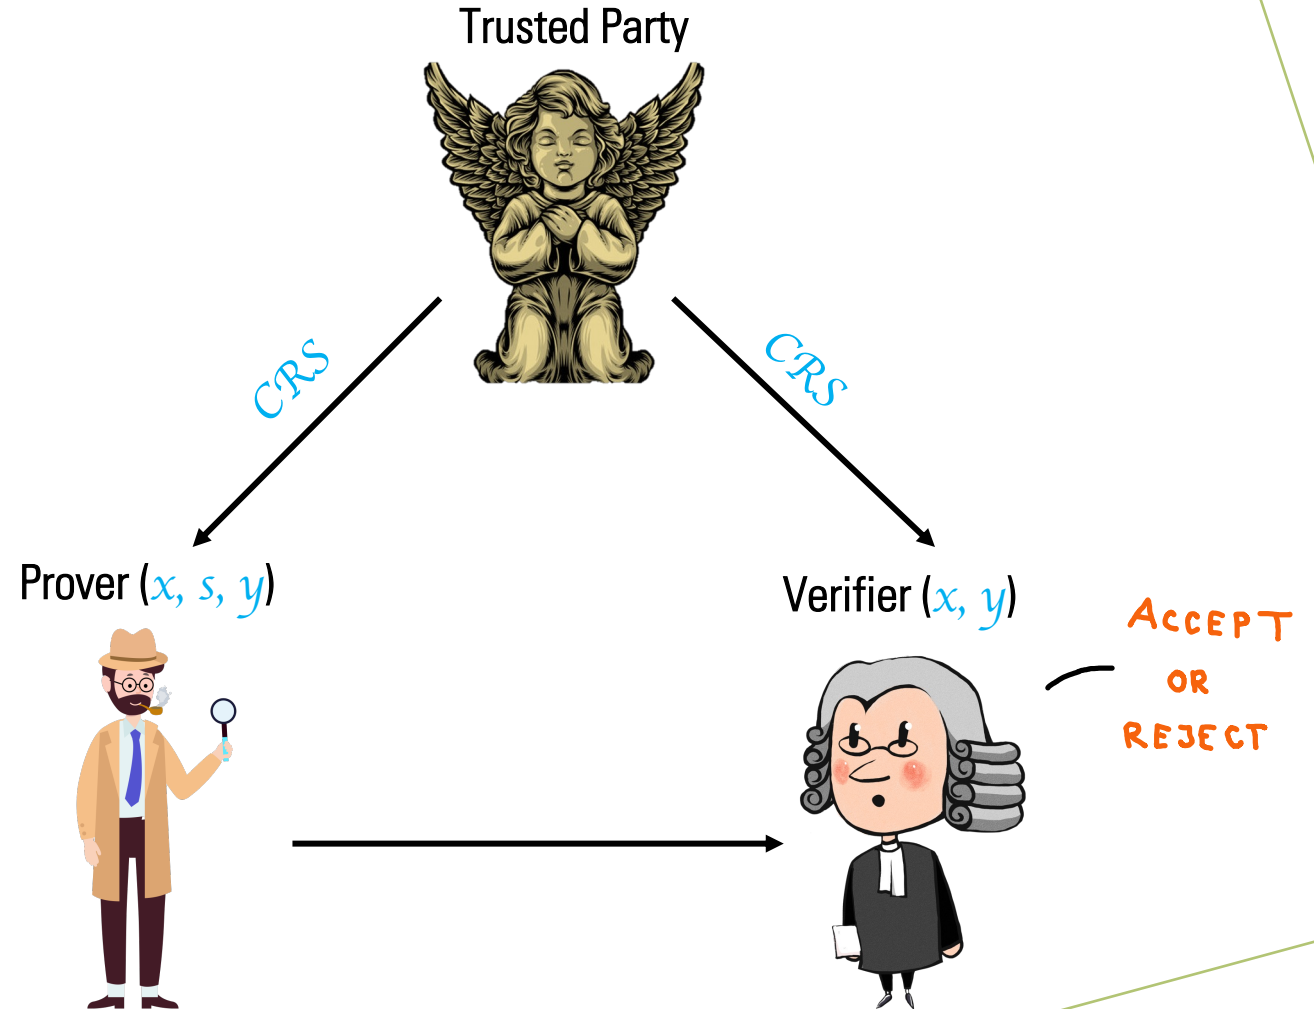 Trusted Party
CRS
CRS
Prover (x, s, y)
Verifier (x, y)
ACCEPT
OR
REJECT